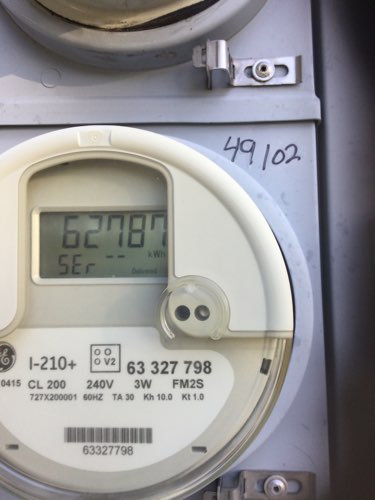 49102
62787
kWh
SEr --
Delivered
I-210+ V2 63 327 798
0415 CL 200 240V 3W FM2S
727X200001 60HZ TA 30 Kh 10.0 Kt 1.0
63327798